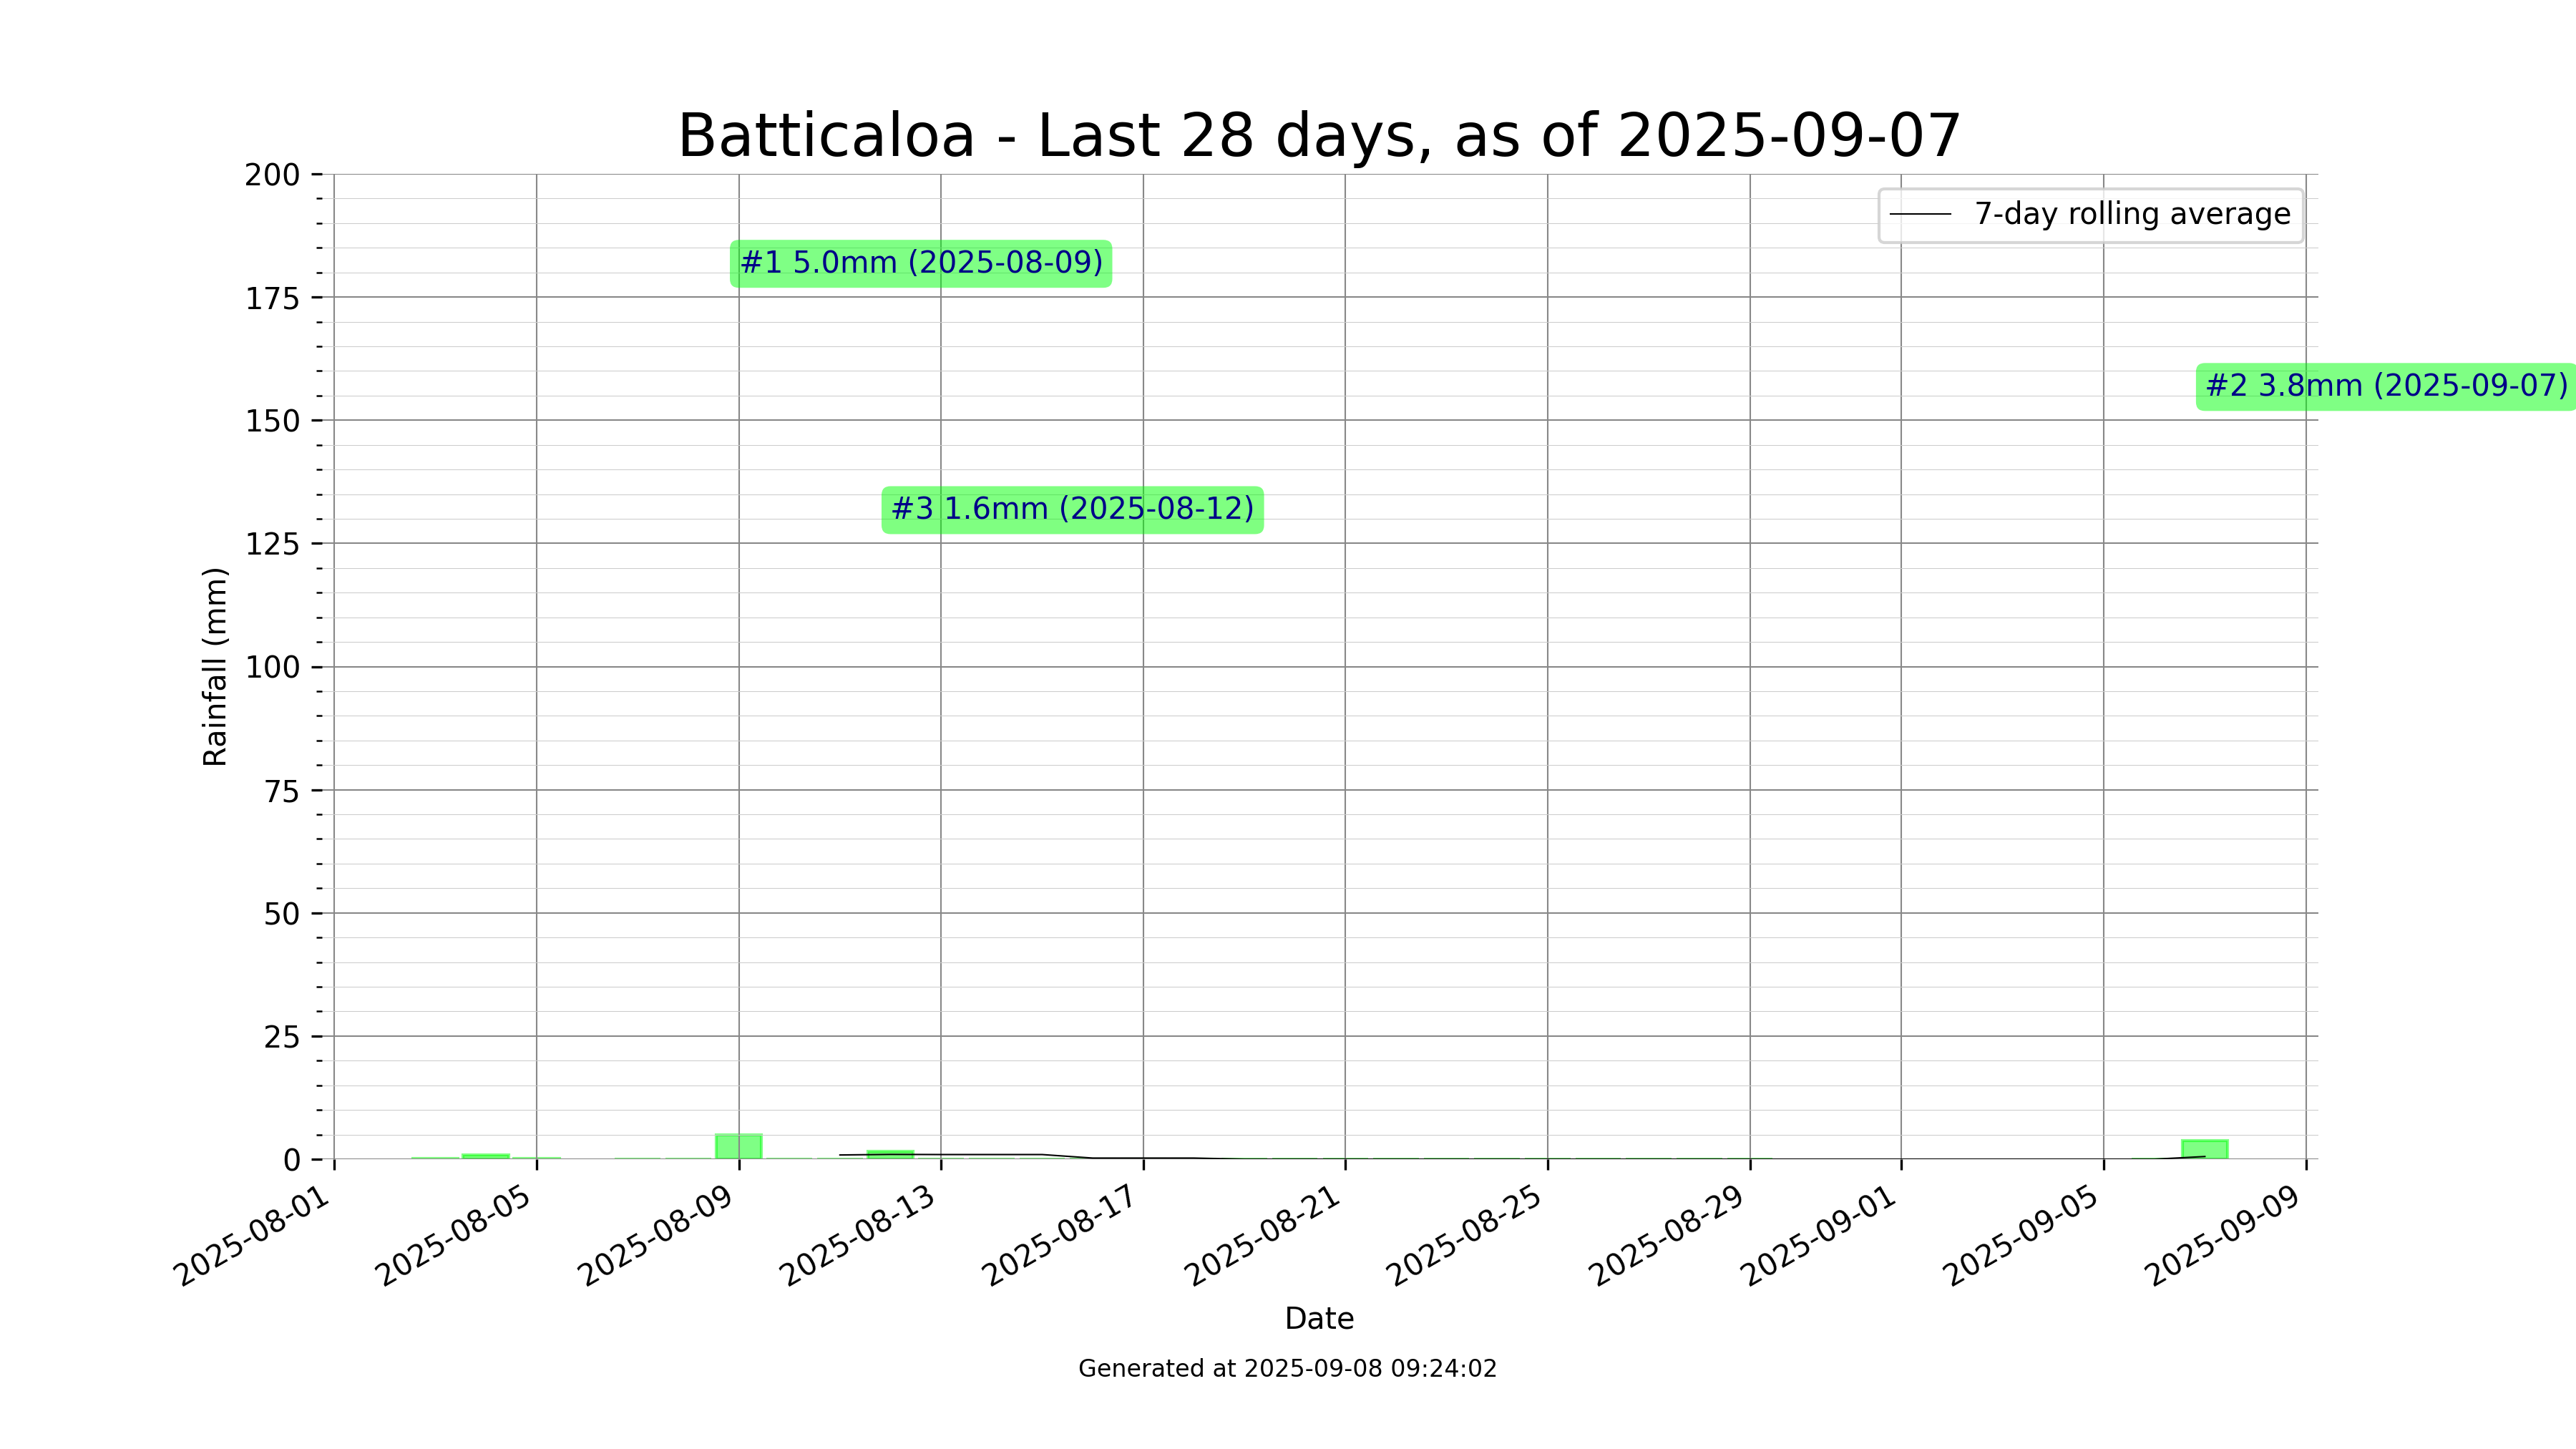 Batticaloa - Last 28 days, as of 2025-09-07
7-day rolling average
#1 5.0mm (2025-08-09)
#2 3.8mm (2025-09-07)
#3 1.6mm (2025-08-12)
Rainfall (mm)
200
175
150
125
100
75
50
25
0
2025-08-01
2025-08-05
2025-08-09
2025-08-13
2025-08-17
2025-08-21
2025-08-25
2025-08-29
2025-09-01
2025-09-05
2025-09-09
Date
Generated at 2025-09-08 09:24:02